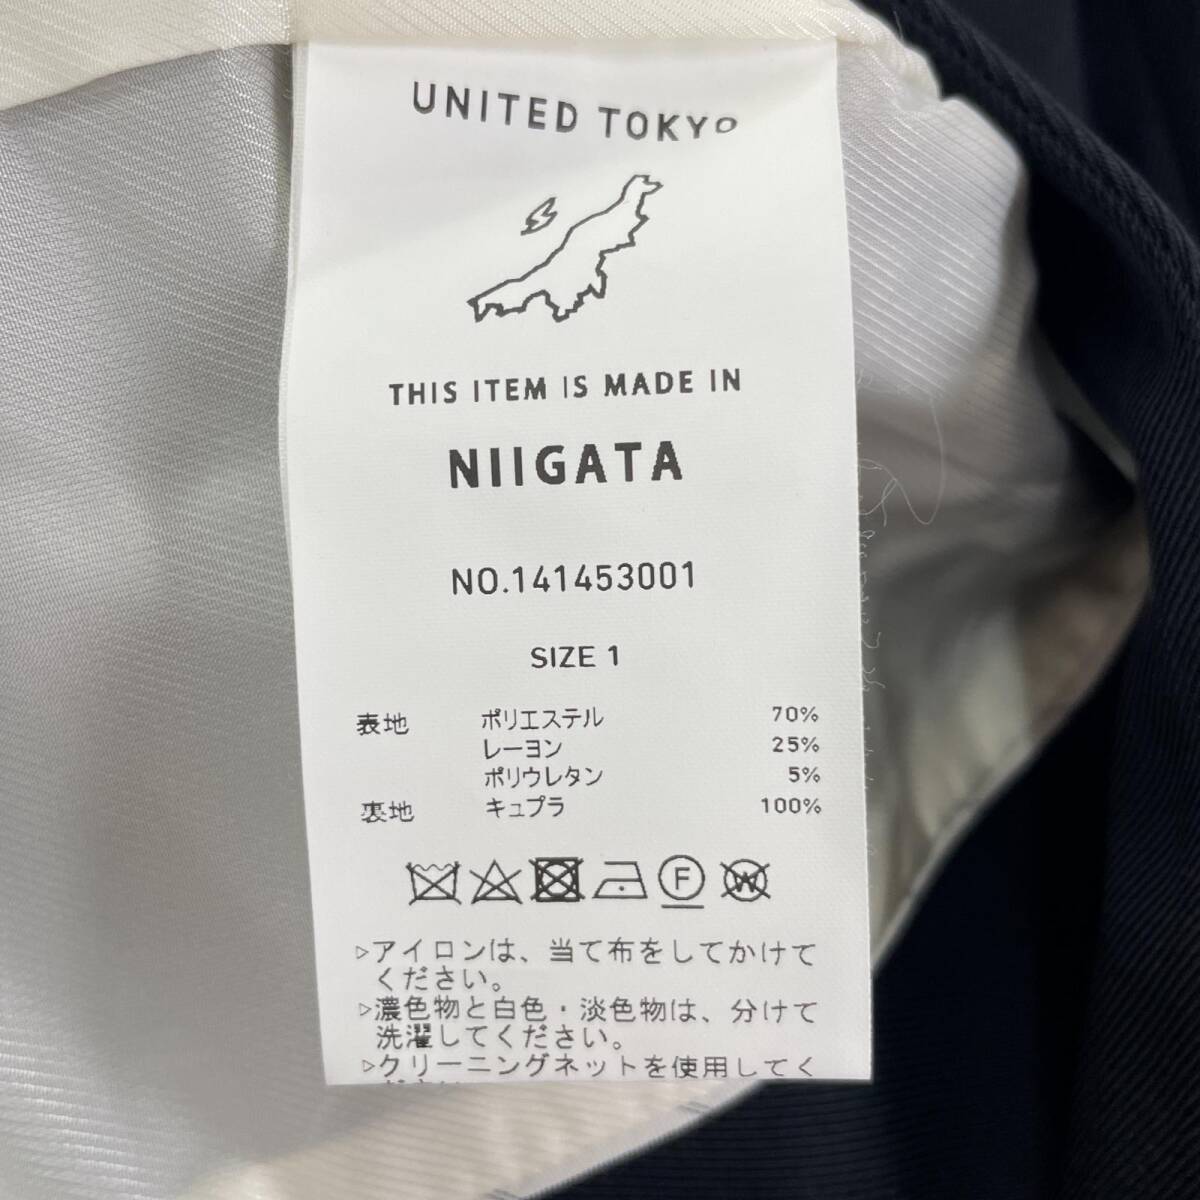 UNITED TOKYO
THIS ITEM IS MADE IN
NIIGATA
NO.141453001
SIZE 1
表地 ポリエステル 70%
レーヨン 25%
ポリウレタン 5%
裏地 キュプラ 100%
F W
▷アイロンは、当て布をしてかけて
ください。
▷濃色物と白色・淡色物は、分けて
洗濯してください。
▷クリーニングネットを使用してく